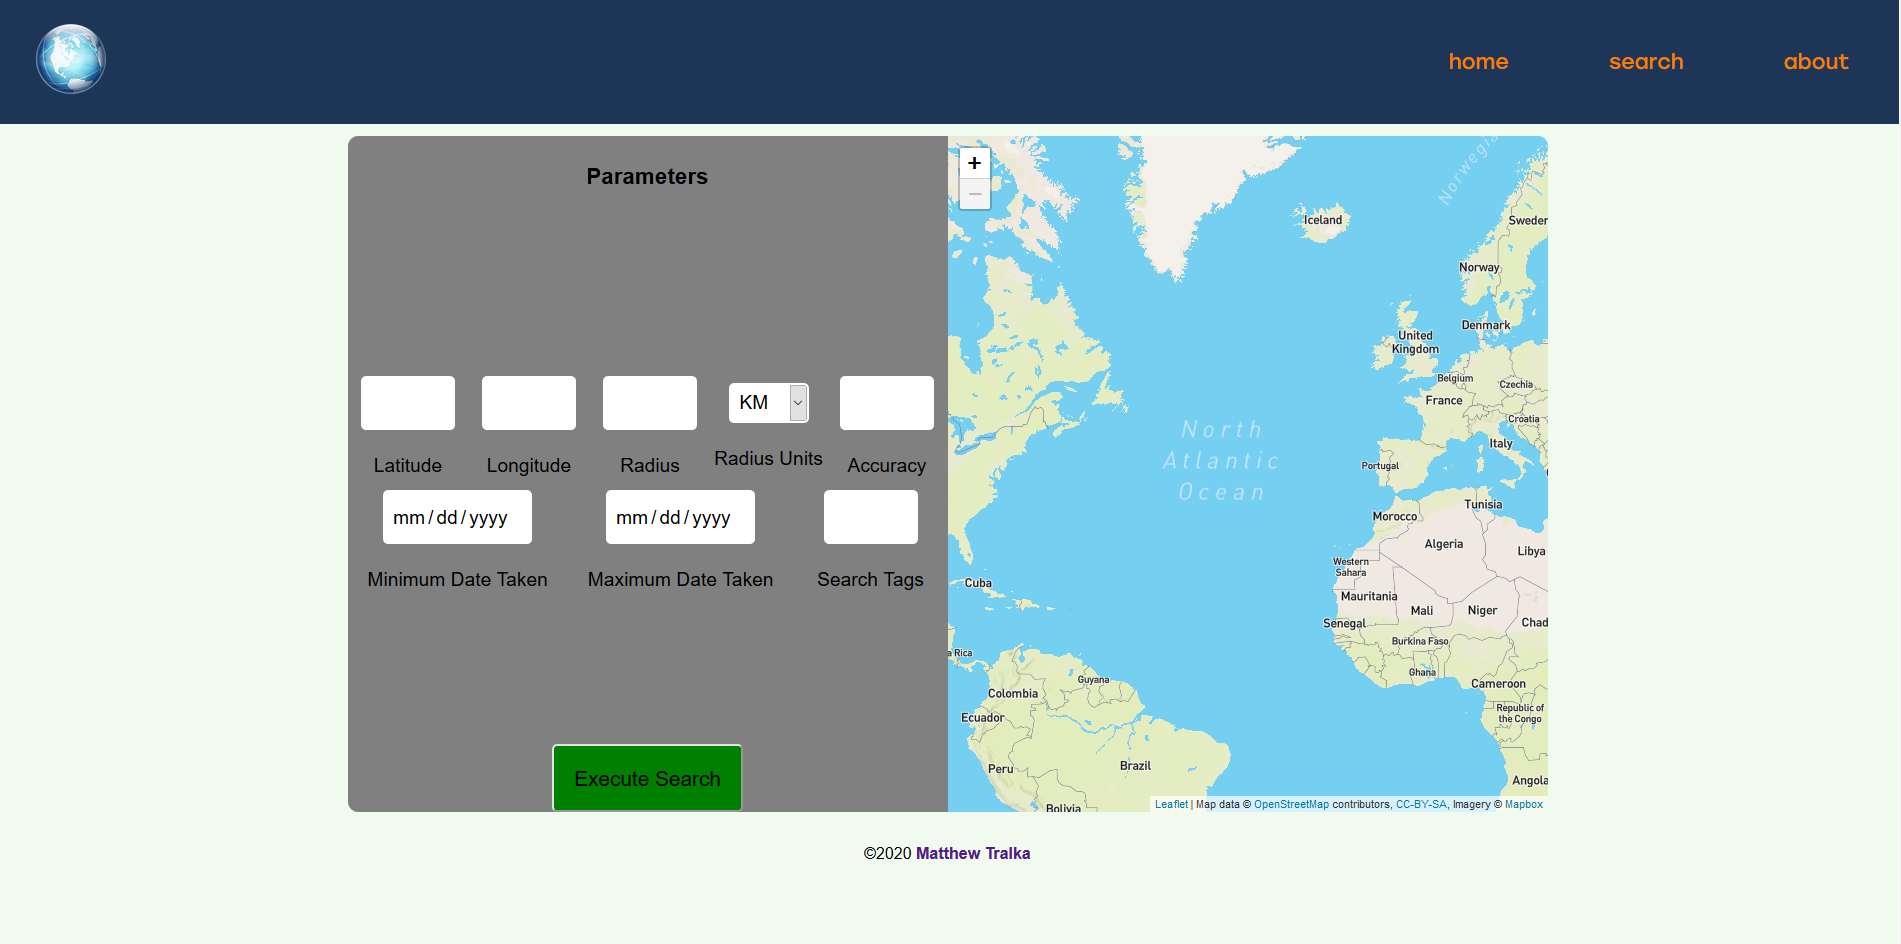 home search about
Parameters
KM
Latitude Longitude Radius Radius Units Accuracy
mm/dd/yyyy mm/dd/yyyy
Minimum Date Taken Maximum Date Taken Search Tags
Execute Search
+
−
Norwegia
Iceland
Sweden
Norway
Denmark
United
Kingdom
Belgium
Czechia
France
Croatia
Italy
Portugal
North
Atlantic
Ocean
Tunisia
Morocco
Algeria
Libya
Western
Sahara
Cuba
Mauritania
Mali
Niger
Senegal
Chad
Burkina Faso
a Rica
Ghana
Guyana
Cameroon
Colombia
Republic of
the Congo
Ecuador
Peru
Brazil
Angola
Bolivia
Leaflet | Map data © OpenStreetMap contributors, CC-BY-SA, Imagery © Mapbox
©2020 Matthew Tralka